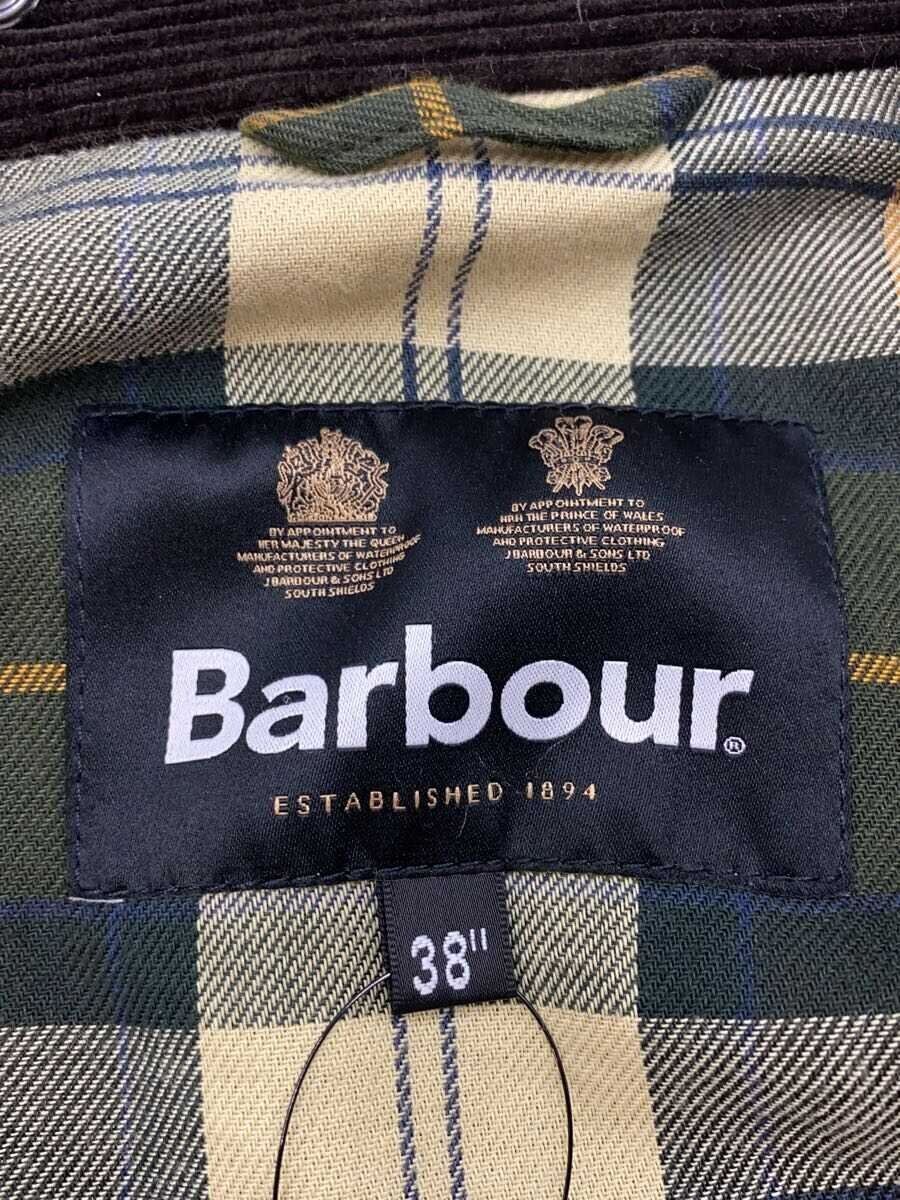 BY APPOINTMENT TO
HER MAJESTY THE QUEEN
MANUFACTURERS OF WATERPROOF
AND PROTECTIVE CLOTHING
J BARBOUR & SONS LTD
SOUTH SHIELDS
BY APPOINTMENT TO
HRH THE PRINCE OF WALES
MANUFACTURERS OF WATERPROOF
AND PROTECTIVE CLOTHING
J BARBOUR & SONS LTD
SOUTH SHIELDS
Barbour®
ESTABLISHED 1894
38"